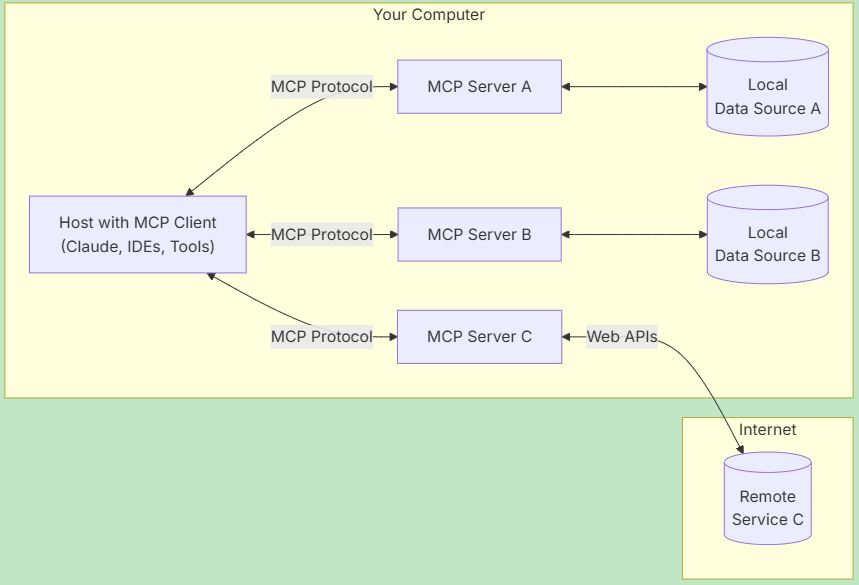 Your Computer
MCP Protocol
MCP Server A
Local
Data Source A
Host with MCP Client
(Claude, IDEs, Tools)
MCP Protocol
MCP Server B
Local
Data Source B
MCP Protocol
MCP Server C
Web APIs
Internet
Remote
Service C